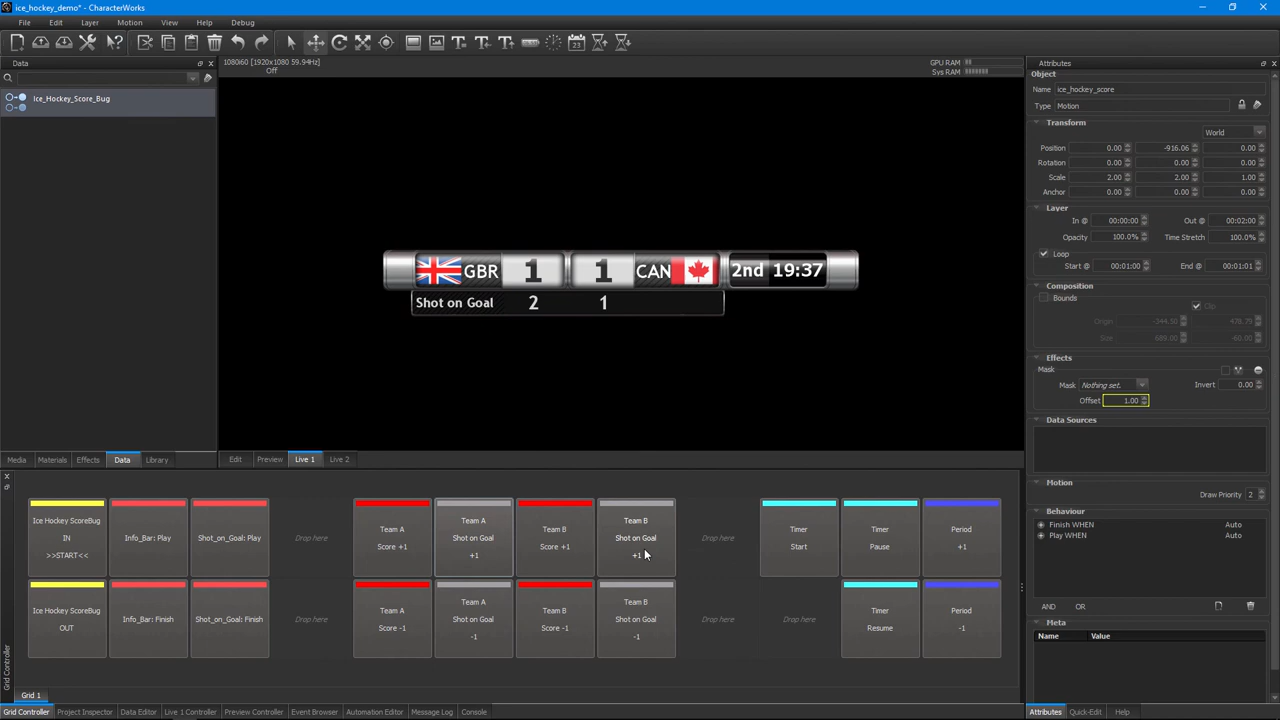 ice_hockey_demo* - CharacterWorks
File Edit Layer Motion View Help Debug
Data
Ice_Hockey_Score_Bug
1080i60 [1920x1080 59.94Hz]
Off
GPU RAM
Sys RAM
GBR 1 1 CAN 2nd 19:37
Shot on Goal 2 1
Media Materials Effects Data Library
Edit Preview Live 1 Live 2
Attributes
Object
Name ice_hockey_score
Type Motion
Transform
World
Position 0.00 -916.06 0.00
Rotation 0.00 0.00 0.00
Scale 2.00 2.00 1.00
Anchor 0.00 0.00 0.00
Layer
In @ 00:00:00 Out @ 00:02:00
Opacity 100.0% Time Stretch 100.0%
Loop
Start @ 00:01:00 End @ 00:01:01
Composition
Bounds
Clip
Origin -344.50 478.79
Size 689.00 -60.00
Effects
Mask
Mask Nothing set. Invert 0.00
Offset 1.00
Data Sources
Motion
Draw Priority 2
Behaviour
Finish WHEN Auto
Play WHEN Auto
AND OR
Meta
Name Value
Attributes Quick-Edit Help
Grid Controller
Ice Hockey ScoreBug
IN
>>START<<
Info_Bar: Play
Shot_on_Goal: Play
Drop here
Team A
Score +1
Team A
Shot on Goal
+1
Team B
Score +1
Team B
Shot on Goal
+1
Drop here
Timer
Start
Timer
Pause
Period
+1
Ice Hockey ScoreBug
OUT
Info_Bar: Finish
Shot_on_Goal: Finish
Drop here
Team A
Score -1
Team A
Shot on Goal
-1
Team B
Score -1
Team B
Shot on Goal
-1
Drop here
Drop here
Timer
Resume
Period
-1
Grid 1
Grid Controller Project Inspector Data Editor Live 1 Controller Preview Controller Event Browser Automation Editor Message Log Console